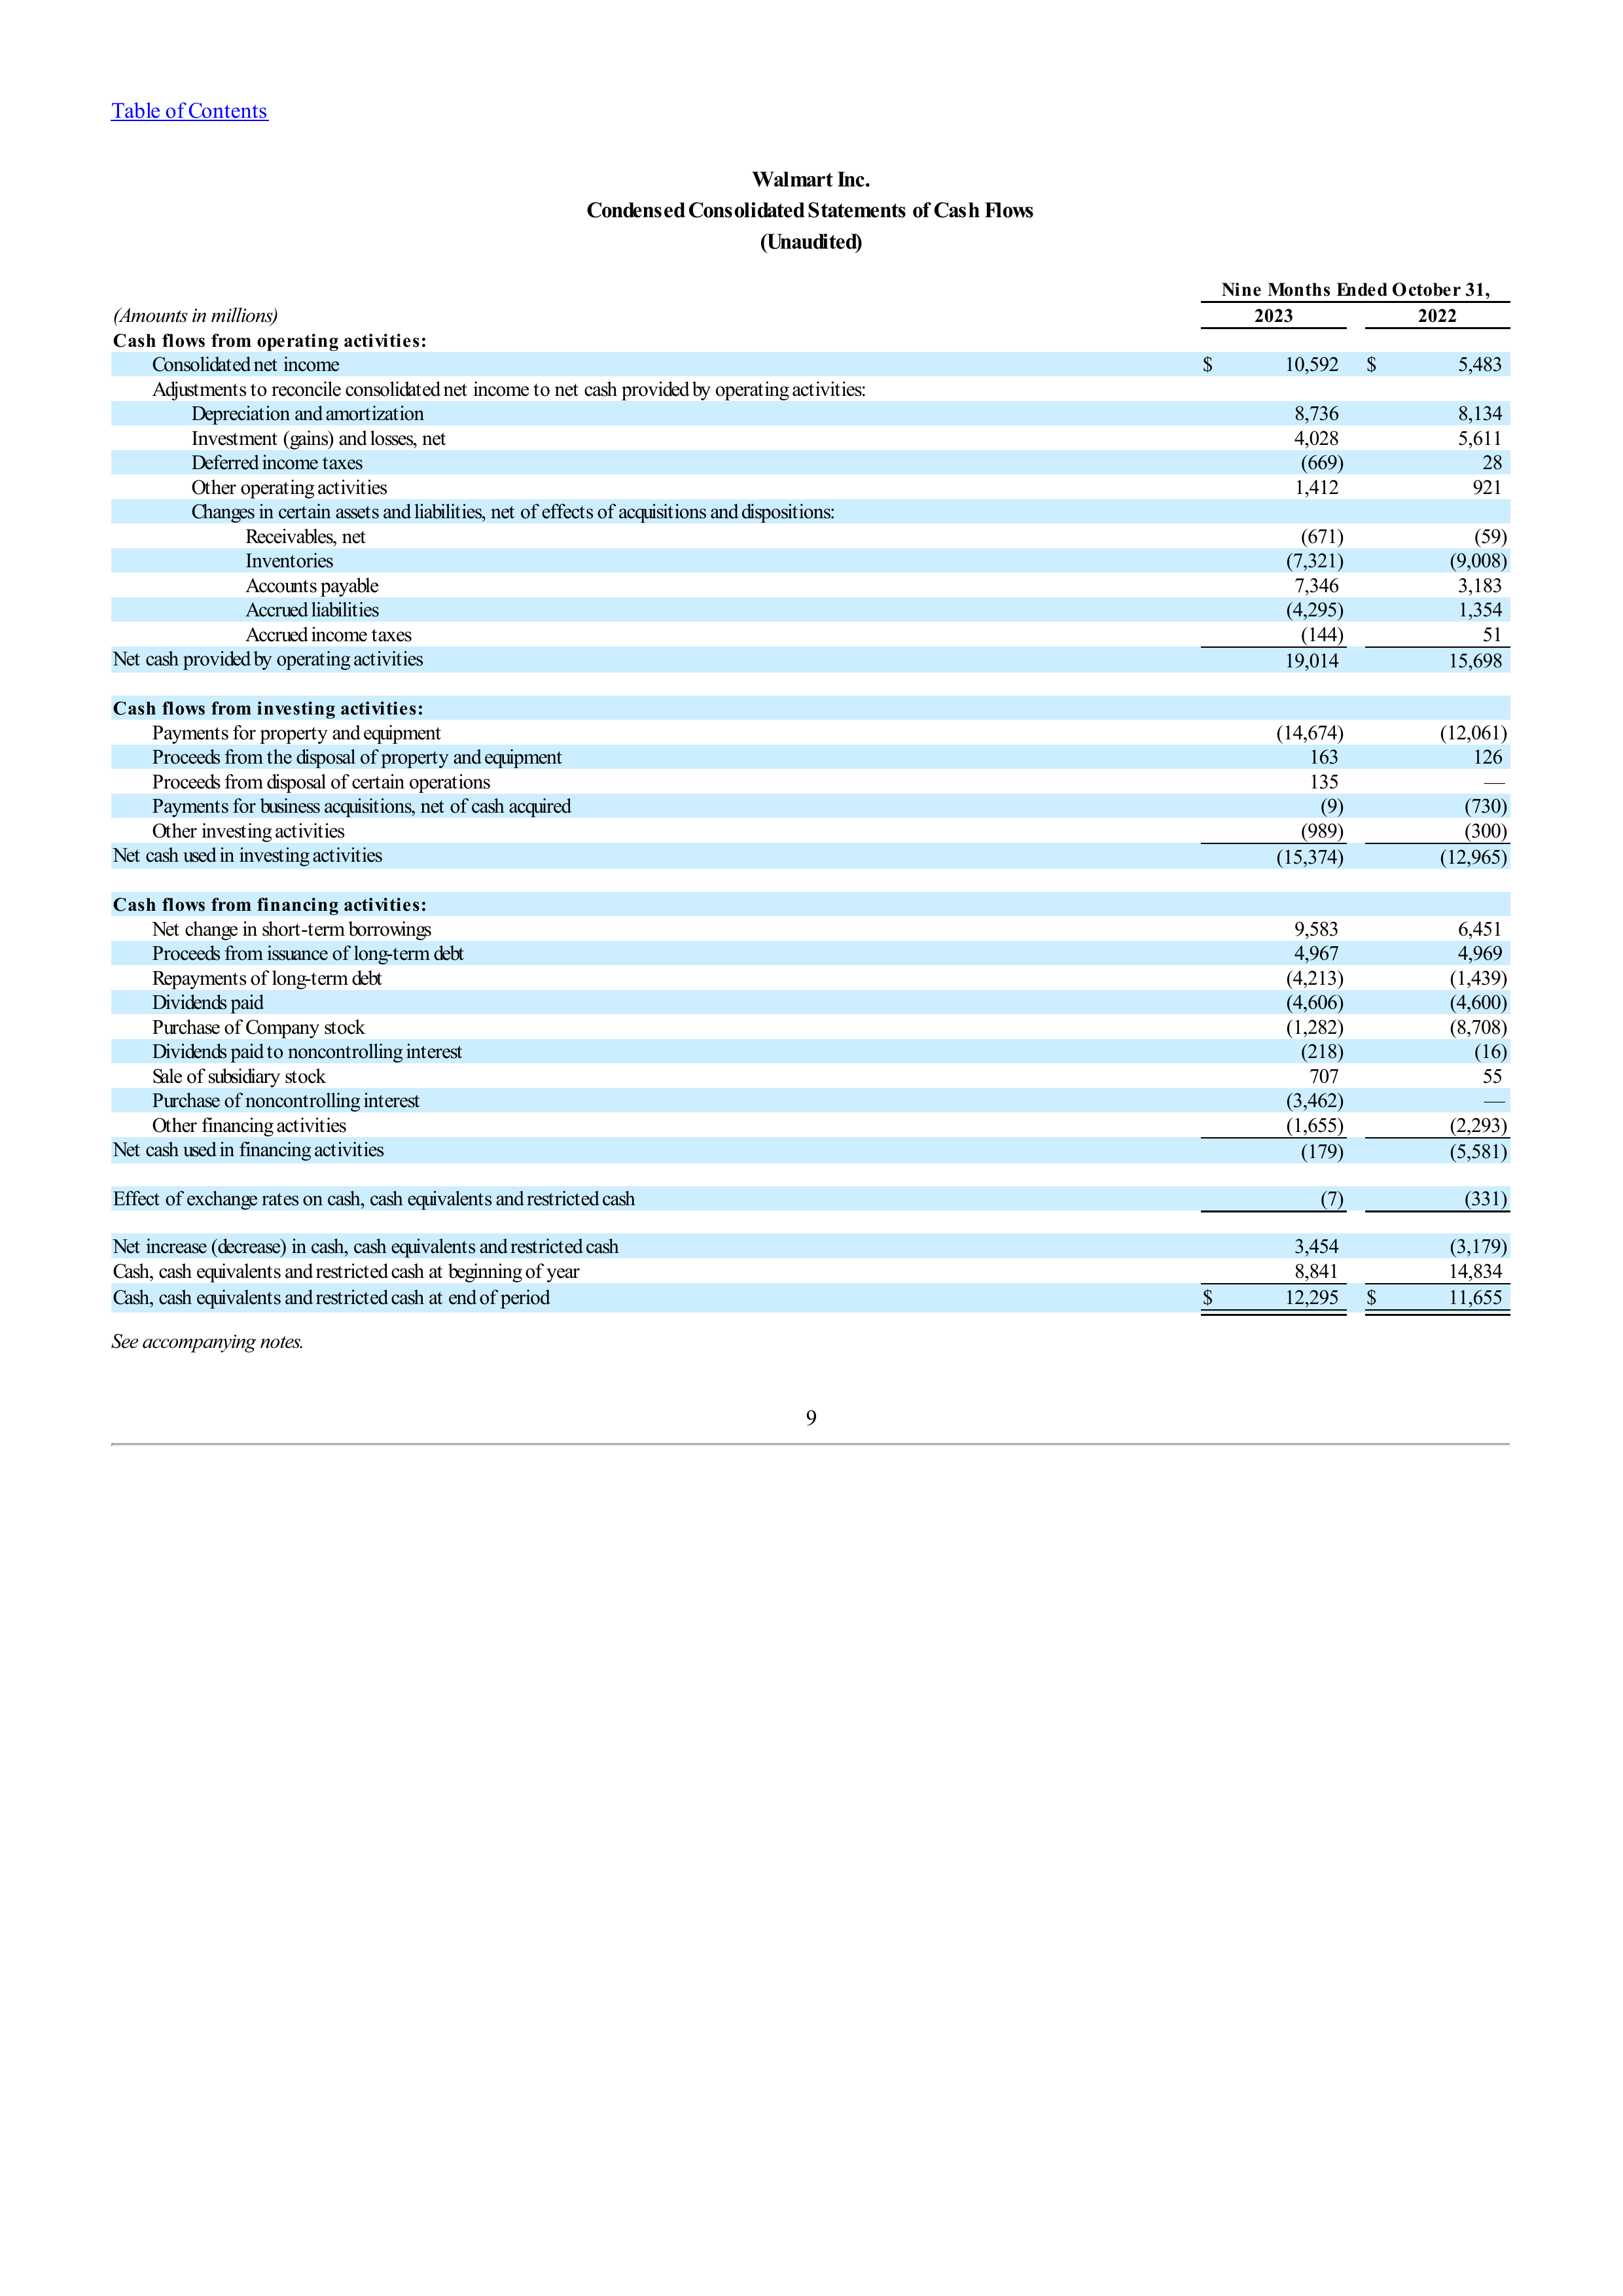 Table of Contents
Walmart Inc.
Condensed Consolidated Statements of Cash Flows
(Unaudited)
Nine Months Ended October 31,
(Amounts in millions) 2023 2022
Cash flows from operating activities:
Consolidated net income $ 10,592 $ 5,483
Adjustments to reconcile consolidated net income to net cash provided by operating activities:
Depreciation and amortization 8,736 8,134
Investment (gains) and losses, net 4,028 5,611
Deferred income taxes (669) 28
Other operating activities 1,412 921
Changes in certain assets and liabilities, net of effects of acquisitions and dispositions:
Receivables, net (671) (59)
Inventories (7,321) (9,008)
Accounts payable 7,346 3,183
Accrued liabilities (4,295) 1,354
Accrued income taxes (144) 51
Net cash provided by operating activities 19,014 15,698
Cash flows from investing activities:
Payments for property and equipment (14,674) (12,061)
Proceeds from the disposal of property and equipment 163 126
Proceeds from disposal of certain operations 135 —
Payments for business acquisitions, net of cash acquired (9) (730)
Other investing activities (989) (300)
Net cash used in investing activities (15,374) (12,965)
Cash flows from financing activities:
Net change in short-term borrowings 9,583 6,451
Proceeds from issuance of long-term debt 4,967 4,969
Repayments of long-term debt (4,213) (1,439)
Dividends paid (4,606) (4,600)
Purchase of Company stock (1,282) (8,708)
Dividends paid to noncontrolling interest (218) (16)
Sale of subsidiary stock 707 55
Purchase of noncontrolling interest (3,462) —
Other financing activities (1,655) (2,293)
Net cash used in financing activities (179) (5,581)
Effect of exchange rates on cash, cash equivalents and restricted cash (7) (331)
Net increase (decrease) in cash, cash equivalents and restricted cash 3,454 (3,179)
Cash, cash equivalents and restricted cash at beginning of year 8,841 14,834
Cash, cash equivalents and restricted cash at end of period $ 12,295 $ 11,655
See accompanying notes.
9